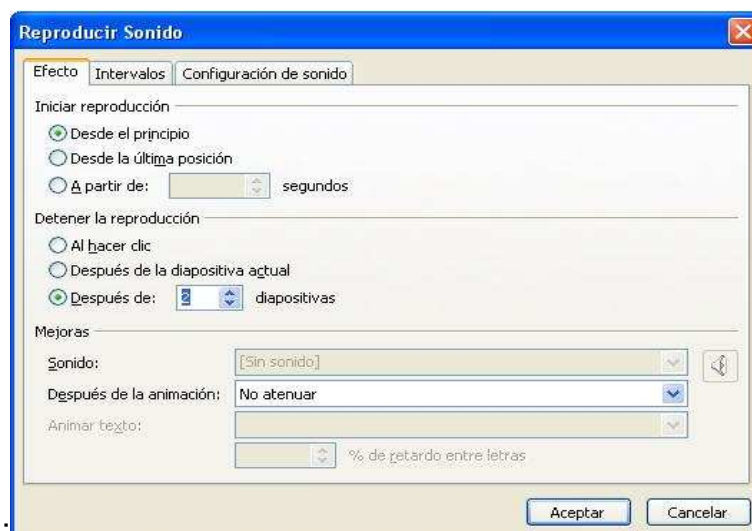 Reproducir Sonido
Efecto Intervalos Configuración de sonido
Iniciar reproducción
Desde el principio
Desde la última posición
A partir de: segundos
Detener la reproducción
Al hacer clic
Después de la diapositiva actual
Después de: 2 diapositivas
Mejoras
Sonido: [Sin sonido]
Después de la animación: No atenuar
Animar texto:
% de retardo entre letras
Aceptar Cancelar
.